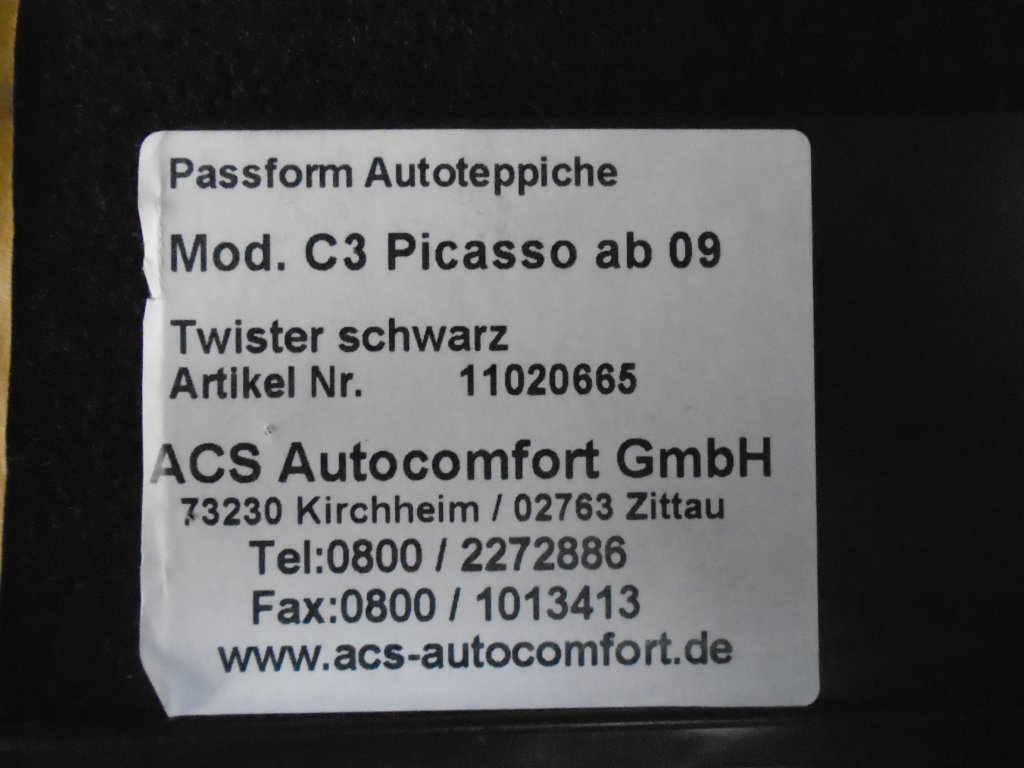 Passform Autoteppiche
Mod. C3 Picasso ab 09
Twister schwarz
Artikel Nr. 11020665
ACS Autocomfort GmbH
73230 Kirchheim / 02763 Zittau
Tel:0800 / 2272886
Fax:0800 / 1013413
www.acs-autocomfort.de